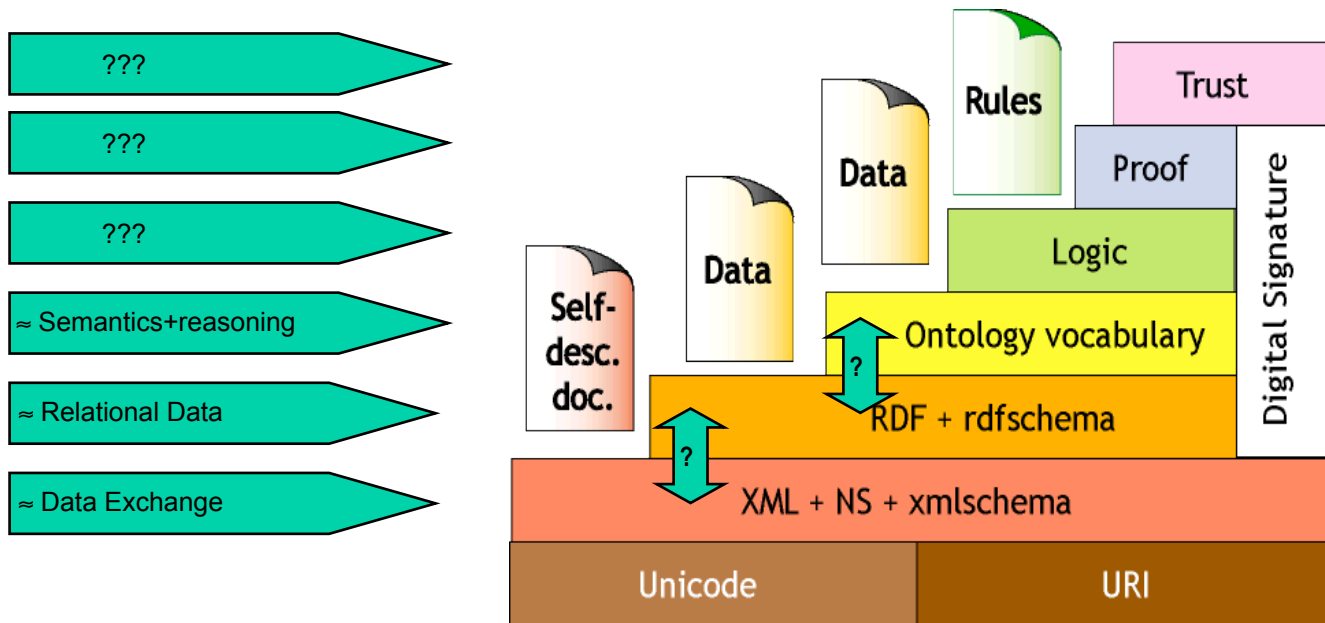 ???
???
???
≈ Semantics+reasoning
≈ Relational Data
≈ Data Exchange
Self-
desc.
doc.
Data
Data
Rules
Trust
Proof
Logic
Digital Signature
Ontology vocabulary
?
RDF + rdfschema
?
XML + NS + xmlschema
Unicode
URI